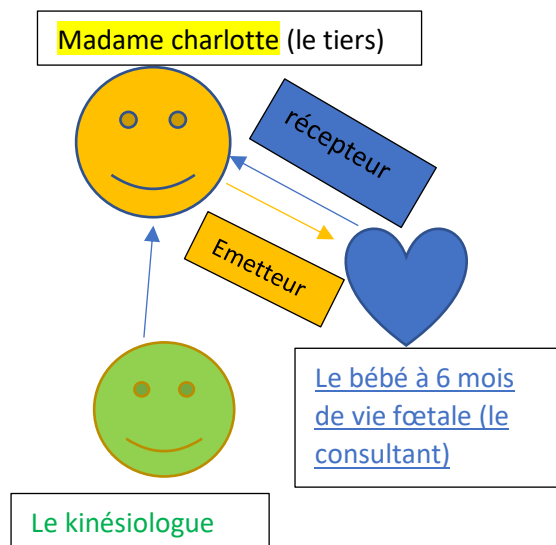 Madame charlotte (le tiers)
récepteur
Emetteur
Le bébé à 6 mois
de vie fœtale (le
consultant)
Le kinésiologue